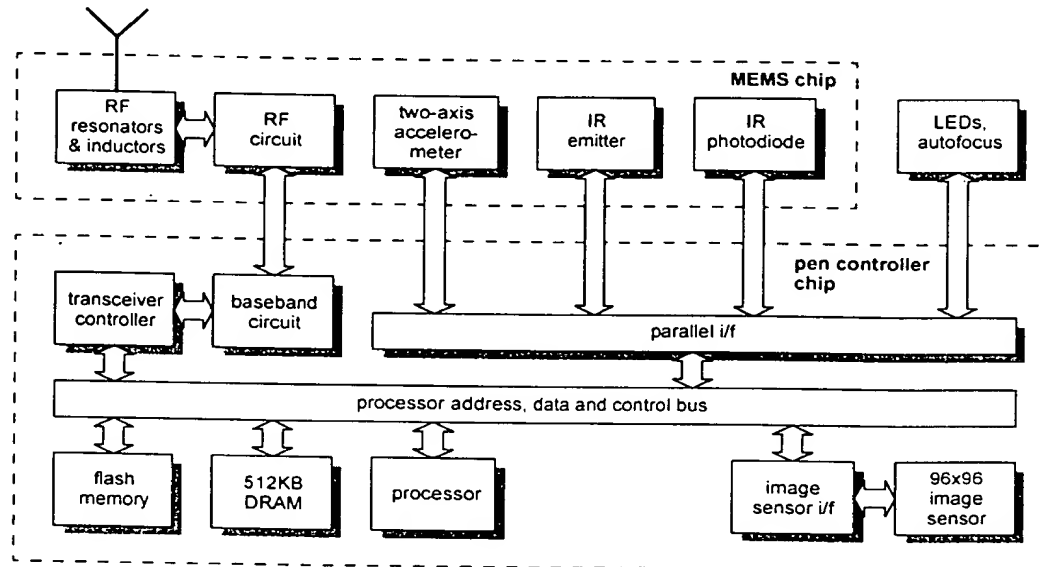 MEMS chip
RF
resonators
& inductors
RF
circuit
two-axis
accelero-
meter
IR
emitter
IR
photodiode
LEDs,
autofocus
pen controller
chip
transceiver
controller
baseband
circuit
parallel i/f
processor address, data and control bus
flash
memory
512KB
DRAM
processor
image
sensor i/f
96x96
image
sensor